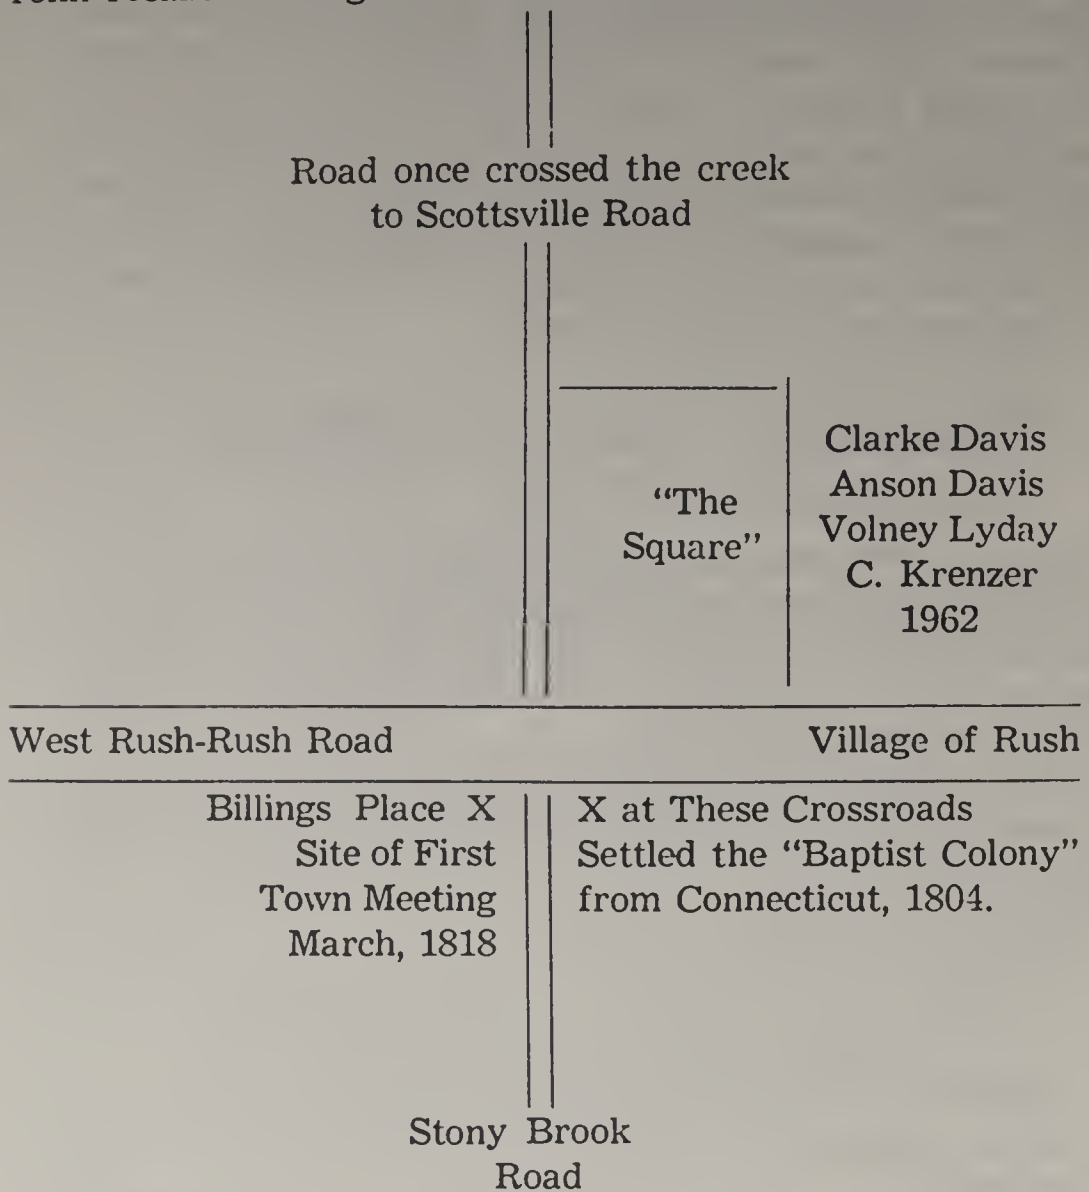 Road once crossed the creek
to Scottsville Road
"The
Square"
Clarke Davis
Anson Davis
Volney Lyday
C. Krenzer
1962
West Rush-Rush Road
Village of Rush
Billings Place X
Site of First
Town Meeting
March, 1818
X at These Crossroads
Settled the "Baptist Colony"
from Connecticut, 1804.
Stony Brook
Road